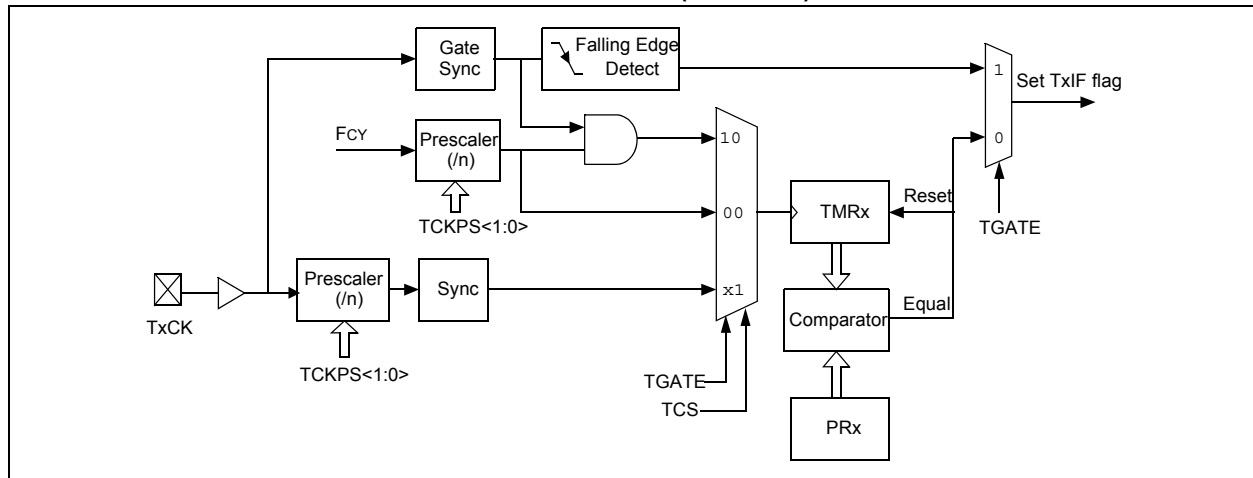 Gate
Sync
Falling Edge
Detect
1
Set TxIF flag
0
FCY
Prescaler
(/n)
10
TCKPS<1:0>
00
TMRx
Reset
TGATE
TxCK
Prescaler
(/n)
Sync
x1
Comparator
Equal
TCKPS<1:0>
TGATE
TCS
PRx